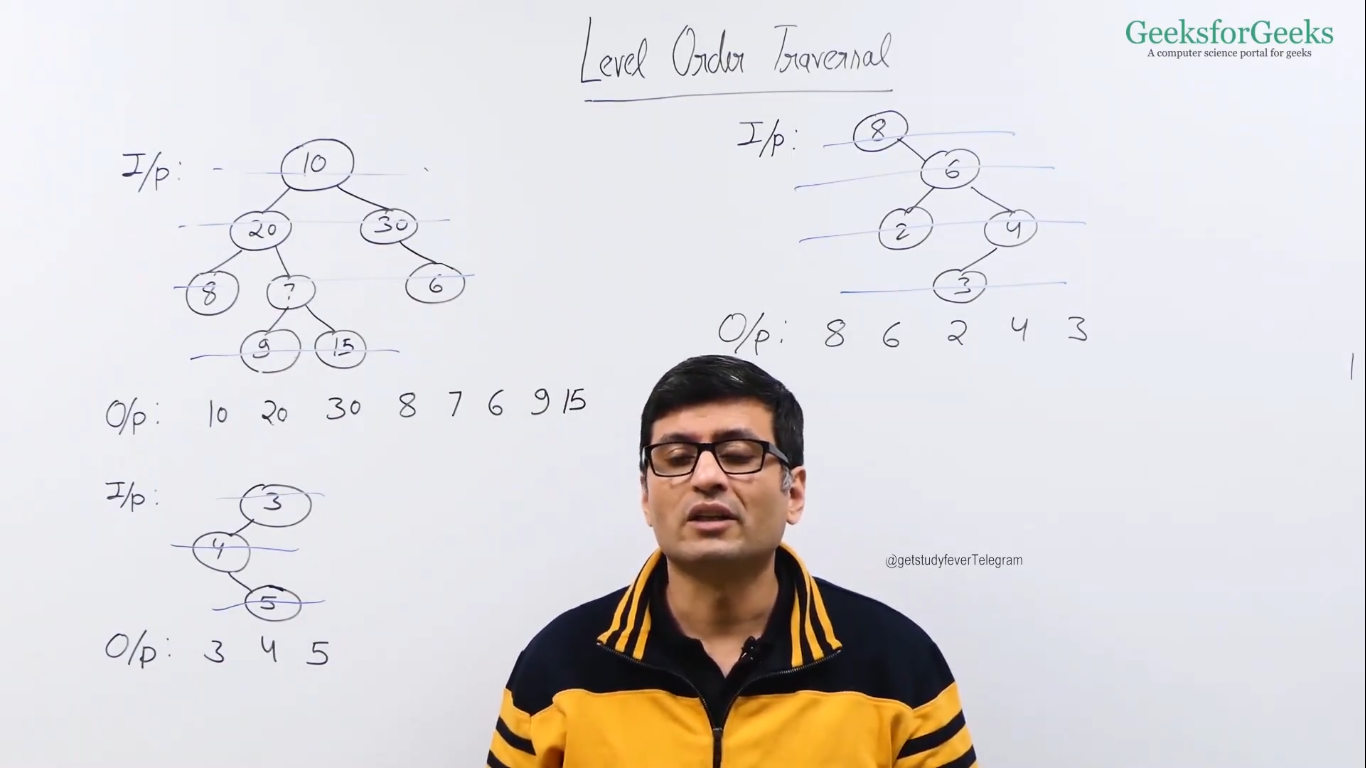 GeeksforGeeks
A computer science portal for geeks
Level Order Traversal
I/p:
10
20 30
8 7 6
9 15
O/p: 10 20 30 8 7 6 9 15
I/p:
3
4
5
O/p: 3 4 5
I/p:
8
6
2 4
3
O/p: 8 6 2 4 3
@getstudyfeverTelegram